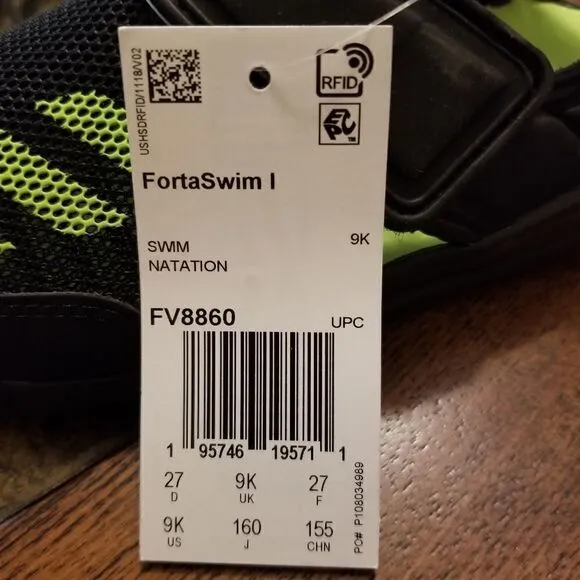 USHSDRFID/1118/V02
RFID
EPC™
FortaSwim I
9K
SWIM
NATATION
FV8860
UPC
1 95746 19571 1
27 9K 27
D UK F
9K 160 155
US J CHN
PO# P108034989